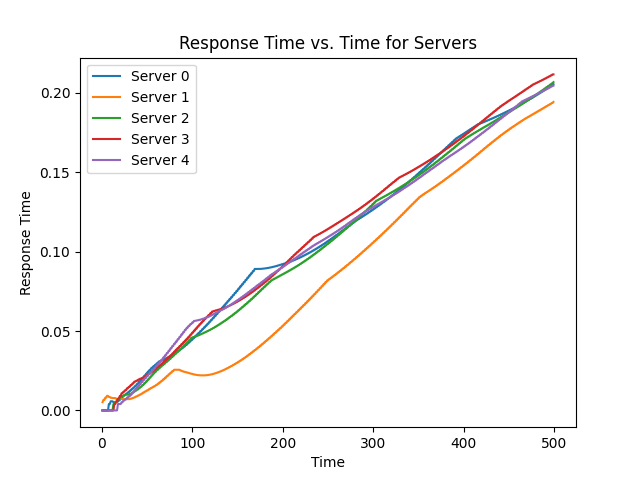 Response Time vs. Time for Servers
Server 0
Server 1
Server 2
Server 3
Server 4
0.20
0.15
0.10
0.05
0.00
Response Time
0 100 200 300 400 500
Time